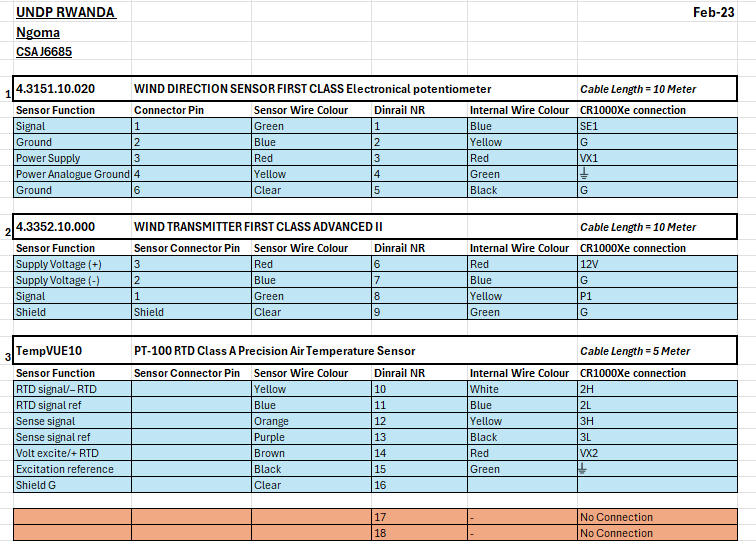 UNDP RWANDA Feb-23
Ngoma
CSAJ6685
1 4.3151.10.020 WIND DIRECTION SENSOR FIRST CLASS Electronical potentiometer Cable Length = 10 Meter
Sensor Function Connector Pin Sensor Wire Colour Dinrail NR Internal Wire Colour CR1000Xe connection
Signal 1 Green 1 Blue SE1
Ground 2 Blue 2 Yellow G
Power Supply 3 Red 3 Red VX1
Power Analogue Ground 4 Yellow 4 Green ⏚
Ground 6 Clear 5 Black G
2 4.3352.10.000 WIND TRANSMITTER FIRST CLASS ADVANCED II Cable Length = 10 Meter
Sensor Function Sensor Connector Pin Sensor Wire Colour Dinrail NR Internal Wire Colour CR1000Xe connection
Supply Voltage (+) 3 Red 6 Red 12V
Supply Voltage (-) 2 Blue 7 Blue G
Signal 1 Green 8 Yellow P1
Shield Shield Clear 9 Green G
3 TempVUE10 PT-100 RTD Class A Precision Air Temperature Sensor Cable Length = 5 Meter
Sensor Function Sensor Connector Pin Sensor Wire Colour Dinrail NR Internal Wire Colour CR1000Xe connection
RTD signal/– RTD Yellow 10 White 2H
RTD signal ref Blue 11 Blue 2L
Sense signal Orange 12 Yellow 3H
Sense signal ref Purple 13 Black 3L
Volt excite/+ RTD Brown 14 Red VX2
Excitation reference Black 15 Green ⏚
Shield G Clear 16
17 - No Connection
18 - No Connection